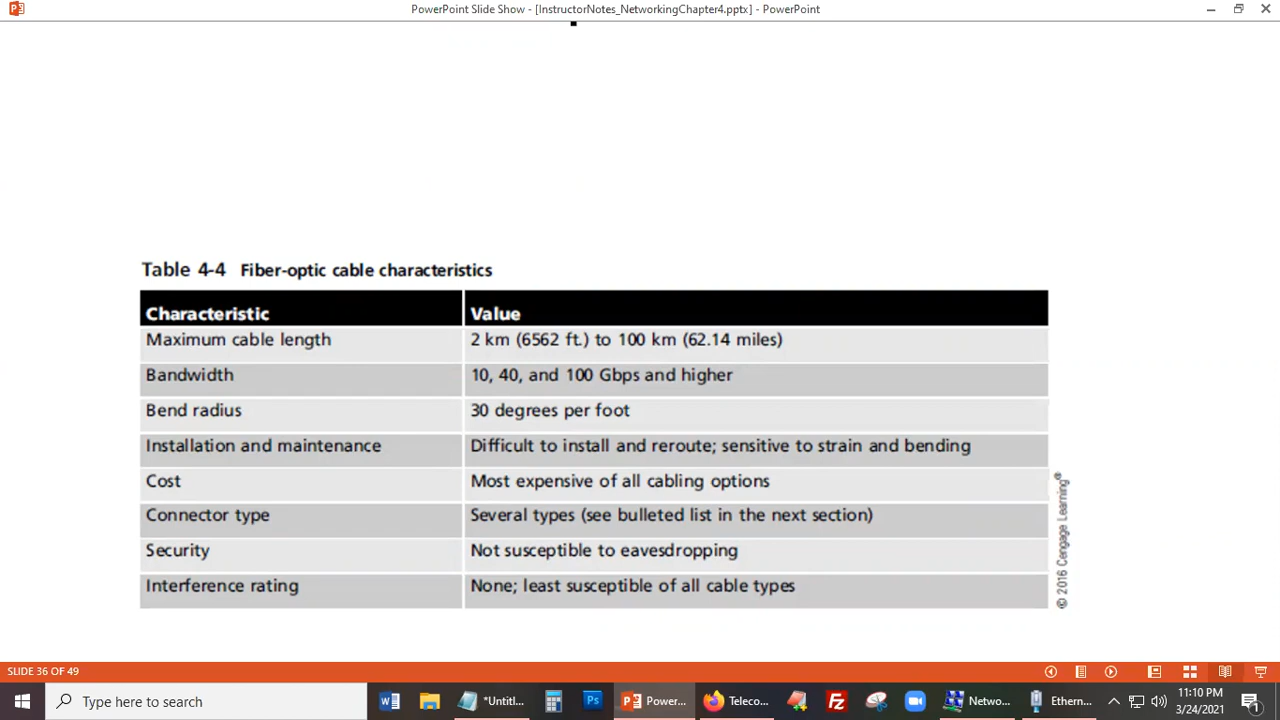 PowerPoint Slide Show - [InstructorNotes_NetworkingChapter4.pptx] - PowerPoint
Table 4-4 Fiber-optic cable characteristics
Characteristic Value
Maximum cable length 2 km (6562 ft.) to 100 km (62.14 miles)
Bandwidth 10, 40, and 100 Gbps and higher
Bend radius 30 degrees per foot
Installation and maintenance Difficult to install and reroute; sensitive to strain and bending
Cost Most expensive of all cabling options
Connector type Several types (see bulleted list in the next section)
Security Not susceptible to eavesdropping
Interference rating None; least susceptible of all cable types
© 2016 Cengage Learning®
SLIDE 36 OF 49
Type here to search
*Untitl...
Power...
Teleco...
Netwo...
Ethern...
11:10 PM
3/24/2021
1